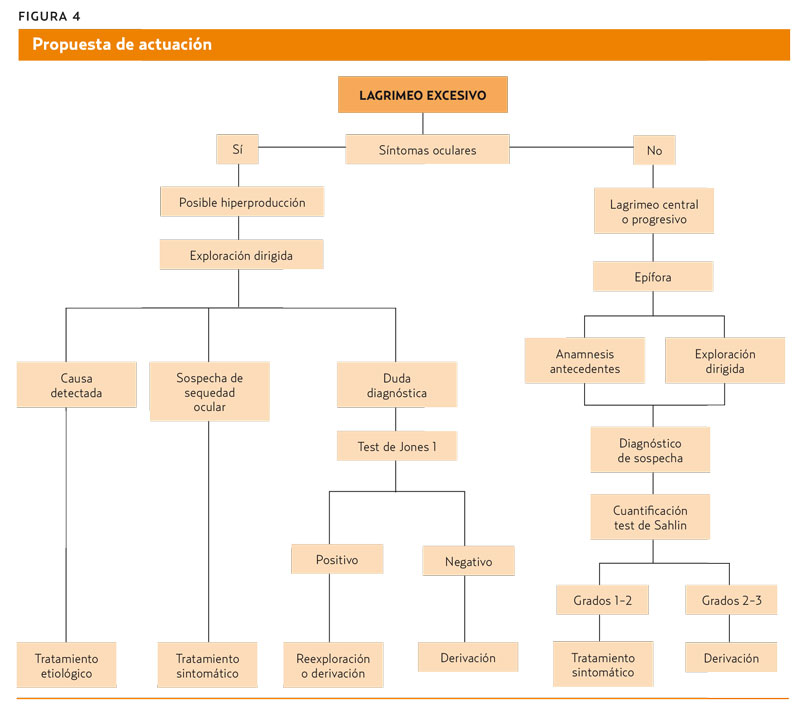 FIGURA 4
Propuesta de actuación
LAGRIMEO EXCESIVO
Sí
Síntomas oculares
No
Posible hiperproducción
Lagrimeo central
o progresivo
Exploración dirigida
Epífora
Causa
detectada
Sospecha de
sequedad
ocular
Duda
diagnóstica
Anamnesis
antecedentes
Exploración
dirigida
Test de Jones 1
Diagnóstico
de sospecha
Cuantificación
test de Sahlin
Positivo
Negativo
Grados 1-2
Grados 2-3
Tratamiento
etiológico
Tratamiento
sintomático
Reexploración
o derivación
Derivación
Tratamiento
sintomático
Derivación